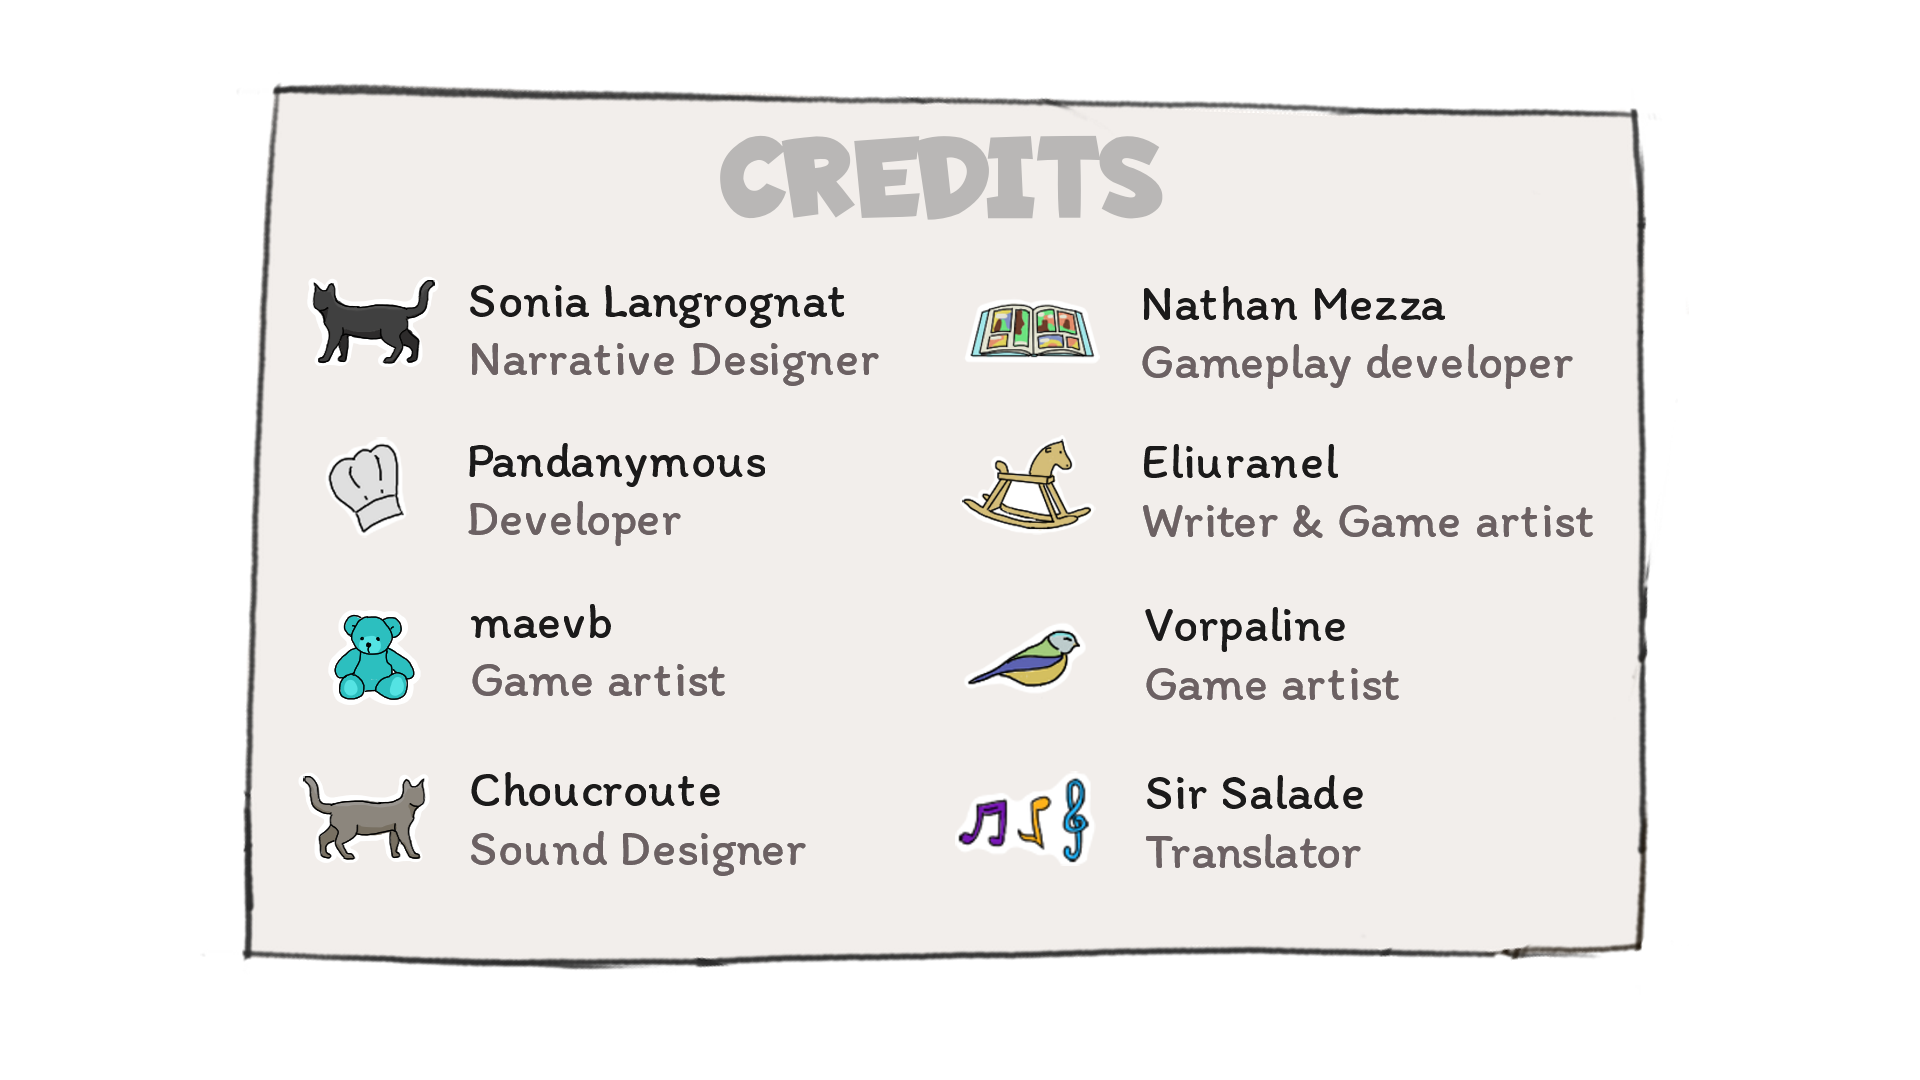 CREDITS
Sonia Langrognat
Narrative Designer
Nathan Mezza
Gameplay developer
Pandanymous
Developer
Eliuranel
Writer & Game artist
maevb
Game artist
Vorpaline
Game artist
Choucroute
Sound Designer
Sir Salade
Translator